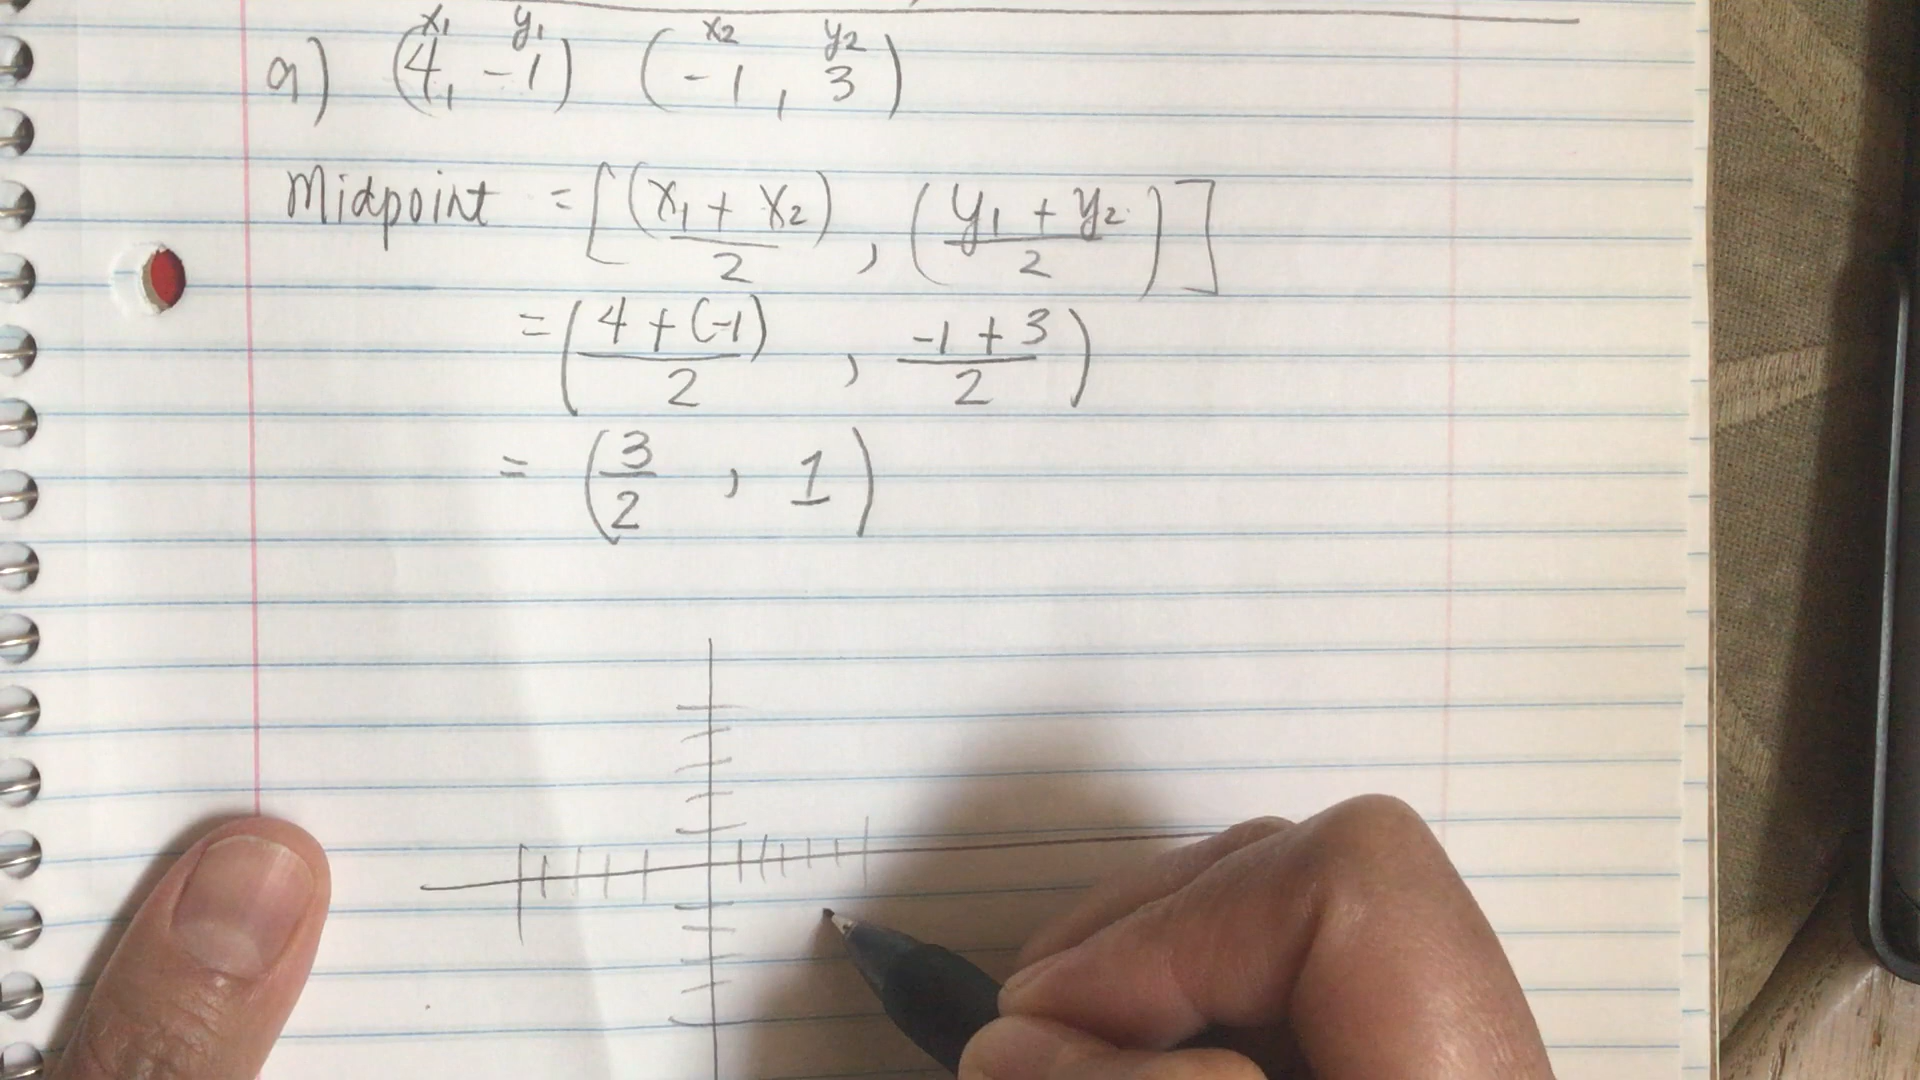 x₁ y₁ x₂ y₂
a) (4, -1) (-1, 3)
Midpoint = [(x₁ + x₂)/2, (y₁ + y₂/2)]
= (4 + (-1)/2, -1 + 3/2)
= (3/2, 1)